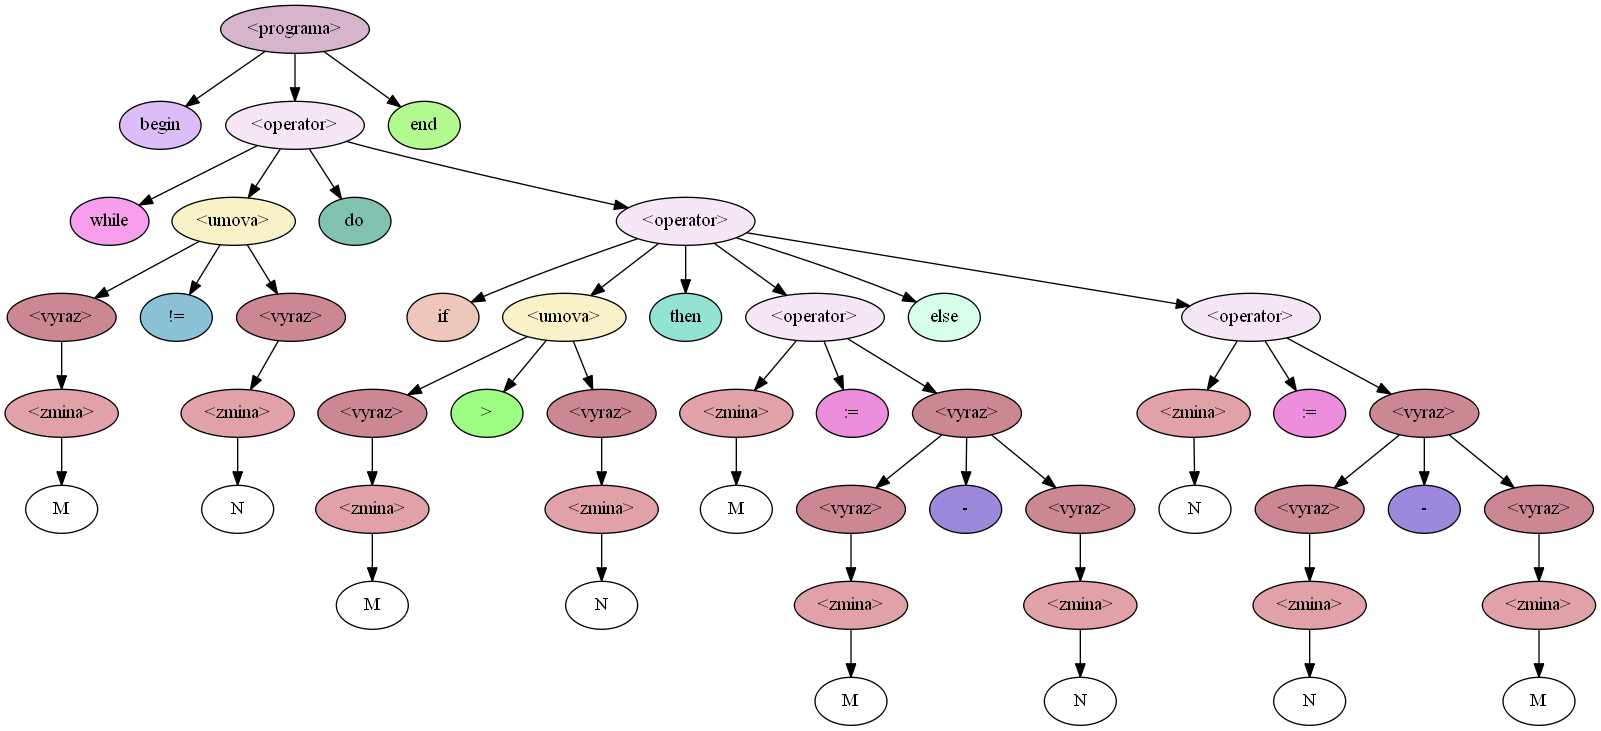 <programa>
begin
<operator>
end
while
<umova>
do
<operator>
<vyraz>
!=
<vyraz>
if
<umova>
then
<operator>
else
<operator>
<zmina>
<zmina>
<vyraz>
>
<vyraz>
<zmina>
:=
<vyraz>
<zmina>
:=
<vyraz>
M
N
<zmina>
<zmina>
M
<vyraz>
-
<vyraz>
N
<vyraz>
-
<vyraz>
M
N
<zmina>
<zmina>
<zmina>
<zmina>
M
N
N
M